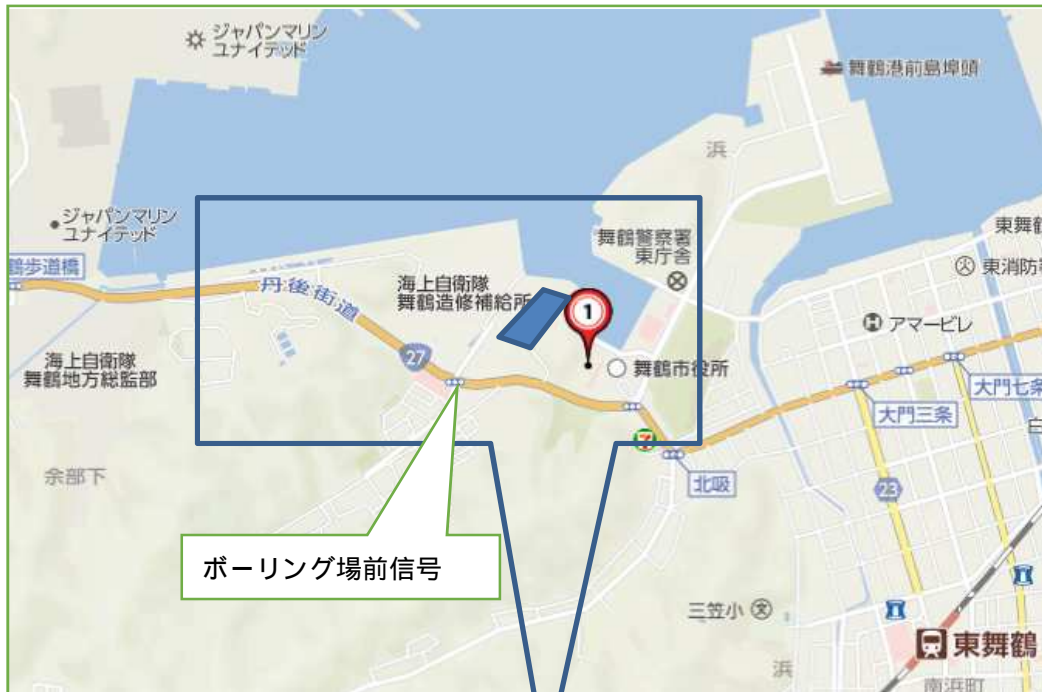 ジャパンマリン
ユナイテッド
舞鶴港前島埠頭
浜
ジャパンマリン
ユナイテッド
舞鶴警察署
東庁舎
東舞鶴
鶴歩道橋
丹後街道
海上自衛隊
舞鶴造修補給所
1
東消防署
アマービレ
27
海上自衛隊
舞鶴地方総監部
舞鶴市役所
大門七条
大門三条
白
余部下
北吸
23
ボーリング場前信号
三笠小
文
東舞鶴
浜
南浜町